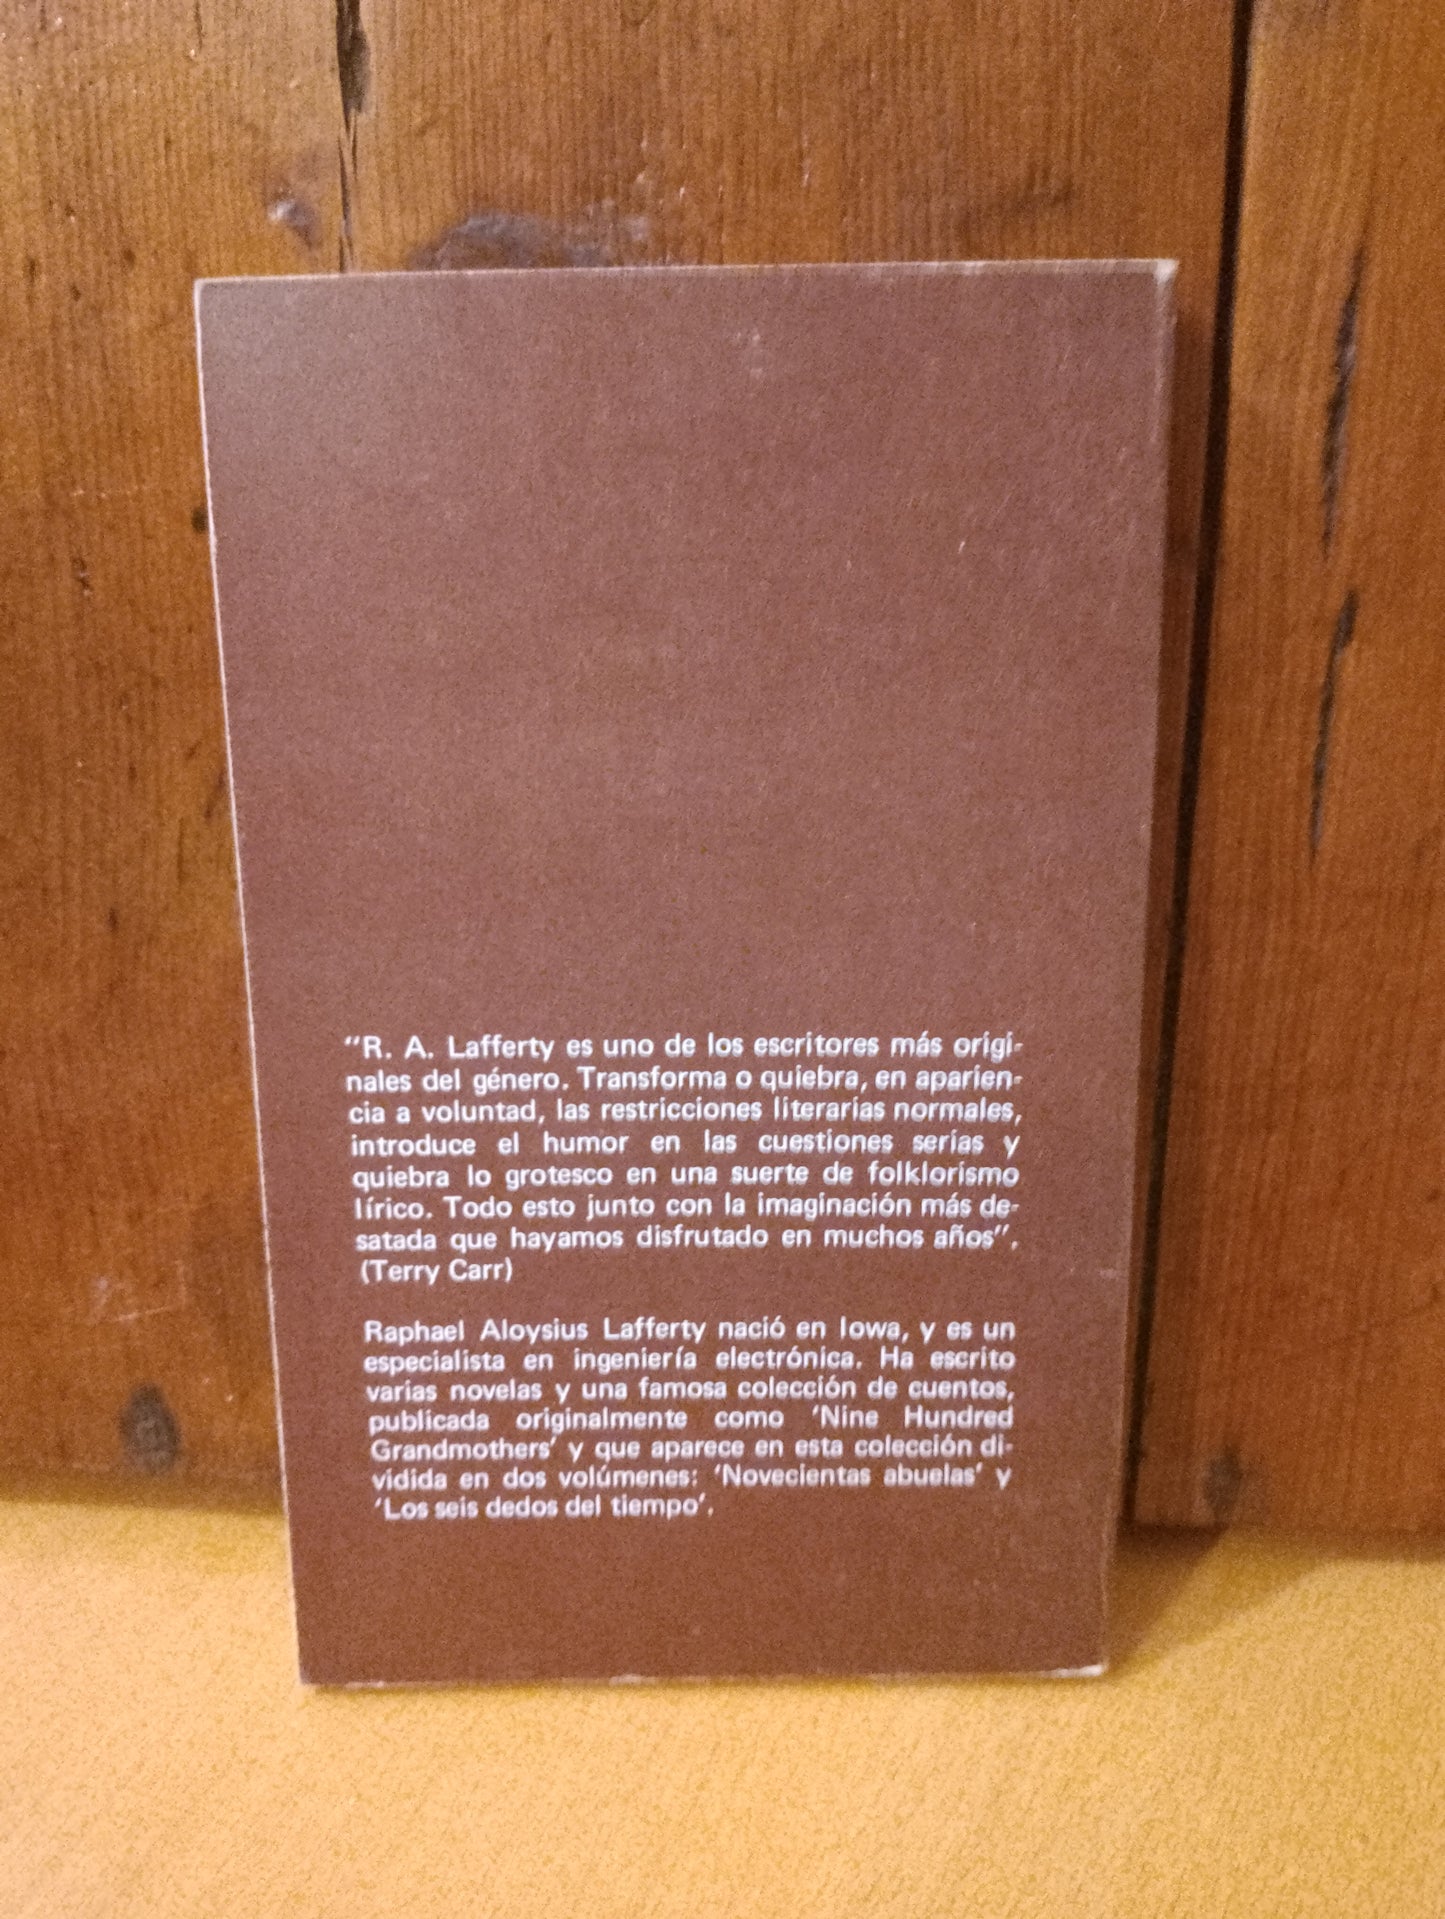 "R. A. Lafferty es uno de los escritores más origi-
nales del género. Transforma o quiebra, en aparien-
cia a voluntad, las restricciones literarias normales,
introduce el humor en las cuestiones serias y
quiebra lo grotesco en una suerte de folklorismo
lírico. Todo esto junto con la imaginación más de-
satada que hayamos disfrutado en muchos años".
(Terry Carr)
Raphael Aloysius Lafferty nació en Iowa, y es un
especialista en ingeniería electrónica. Ha escrito
varias novelas y una famosa colección de cuentos,
publicada originalmente como 'Nine Hundred
Grandmothers' y que aparece en esta colección di-
vidida en dos volúmenes: 'Novecientas abuelas' y
'Los seis dedos del tiempo'.